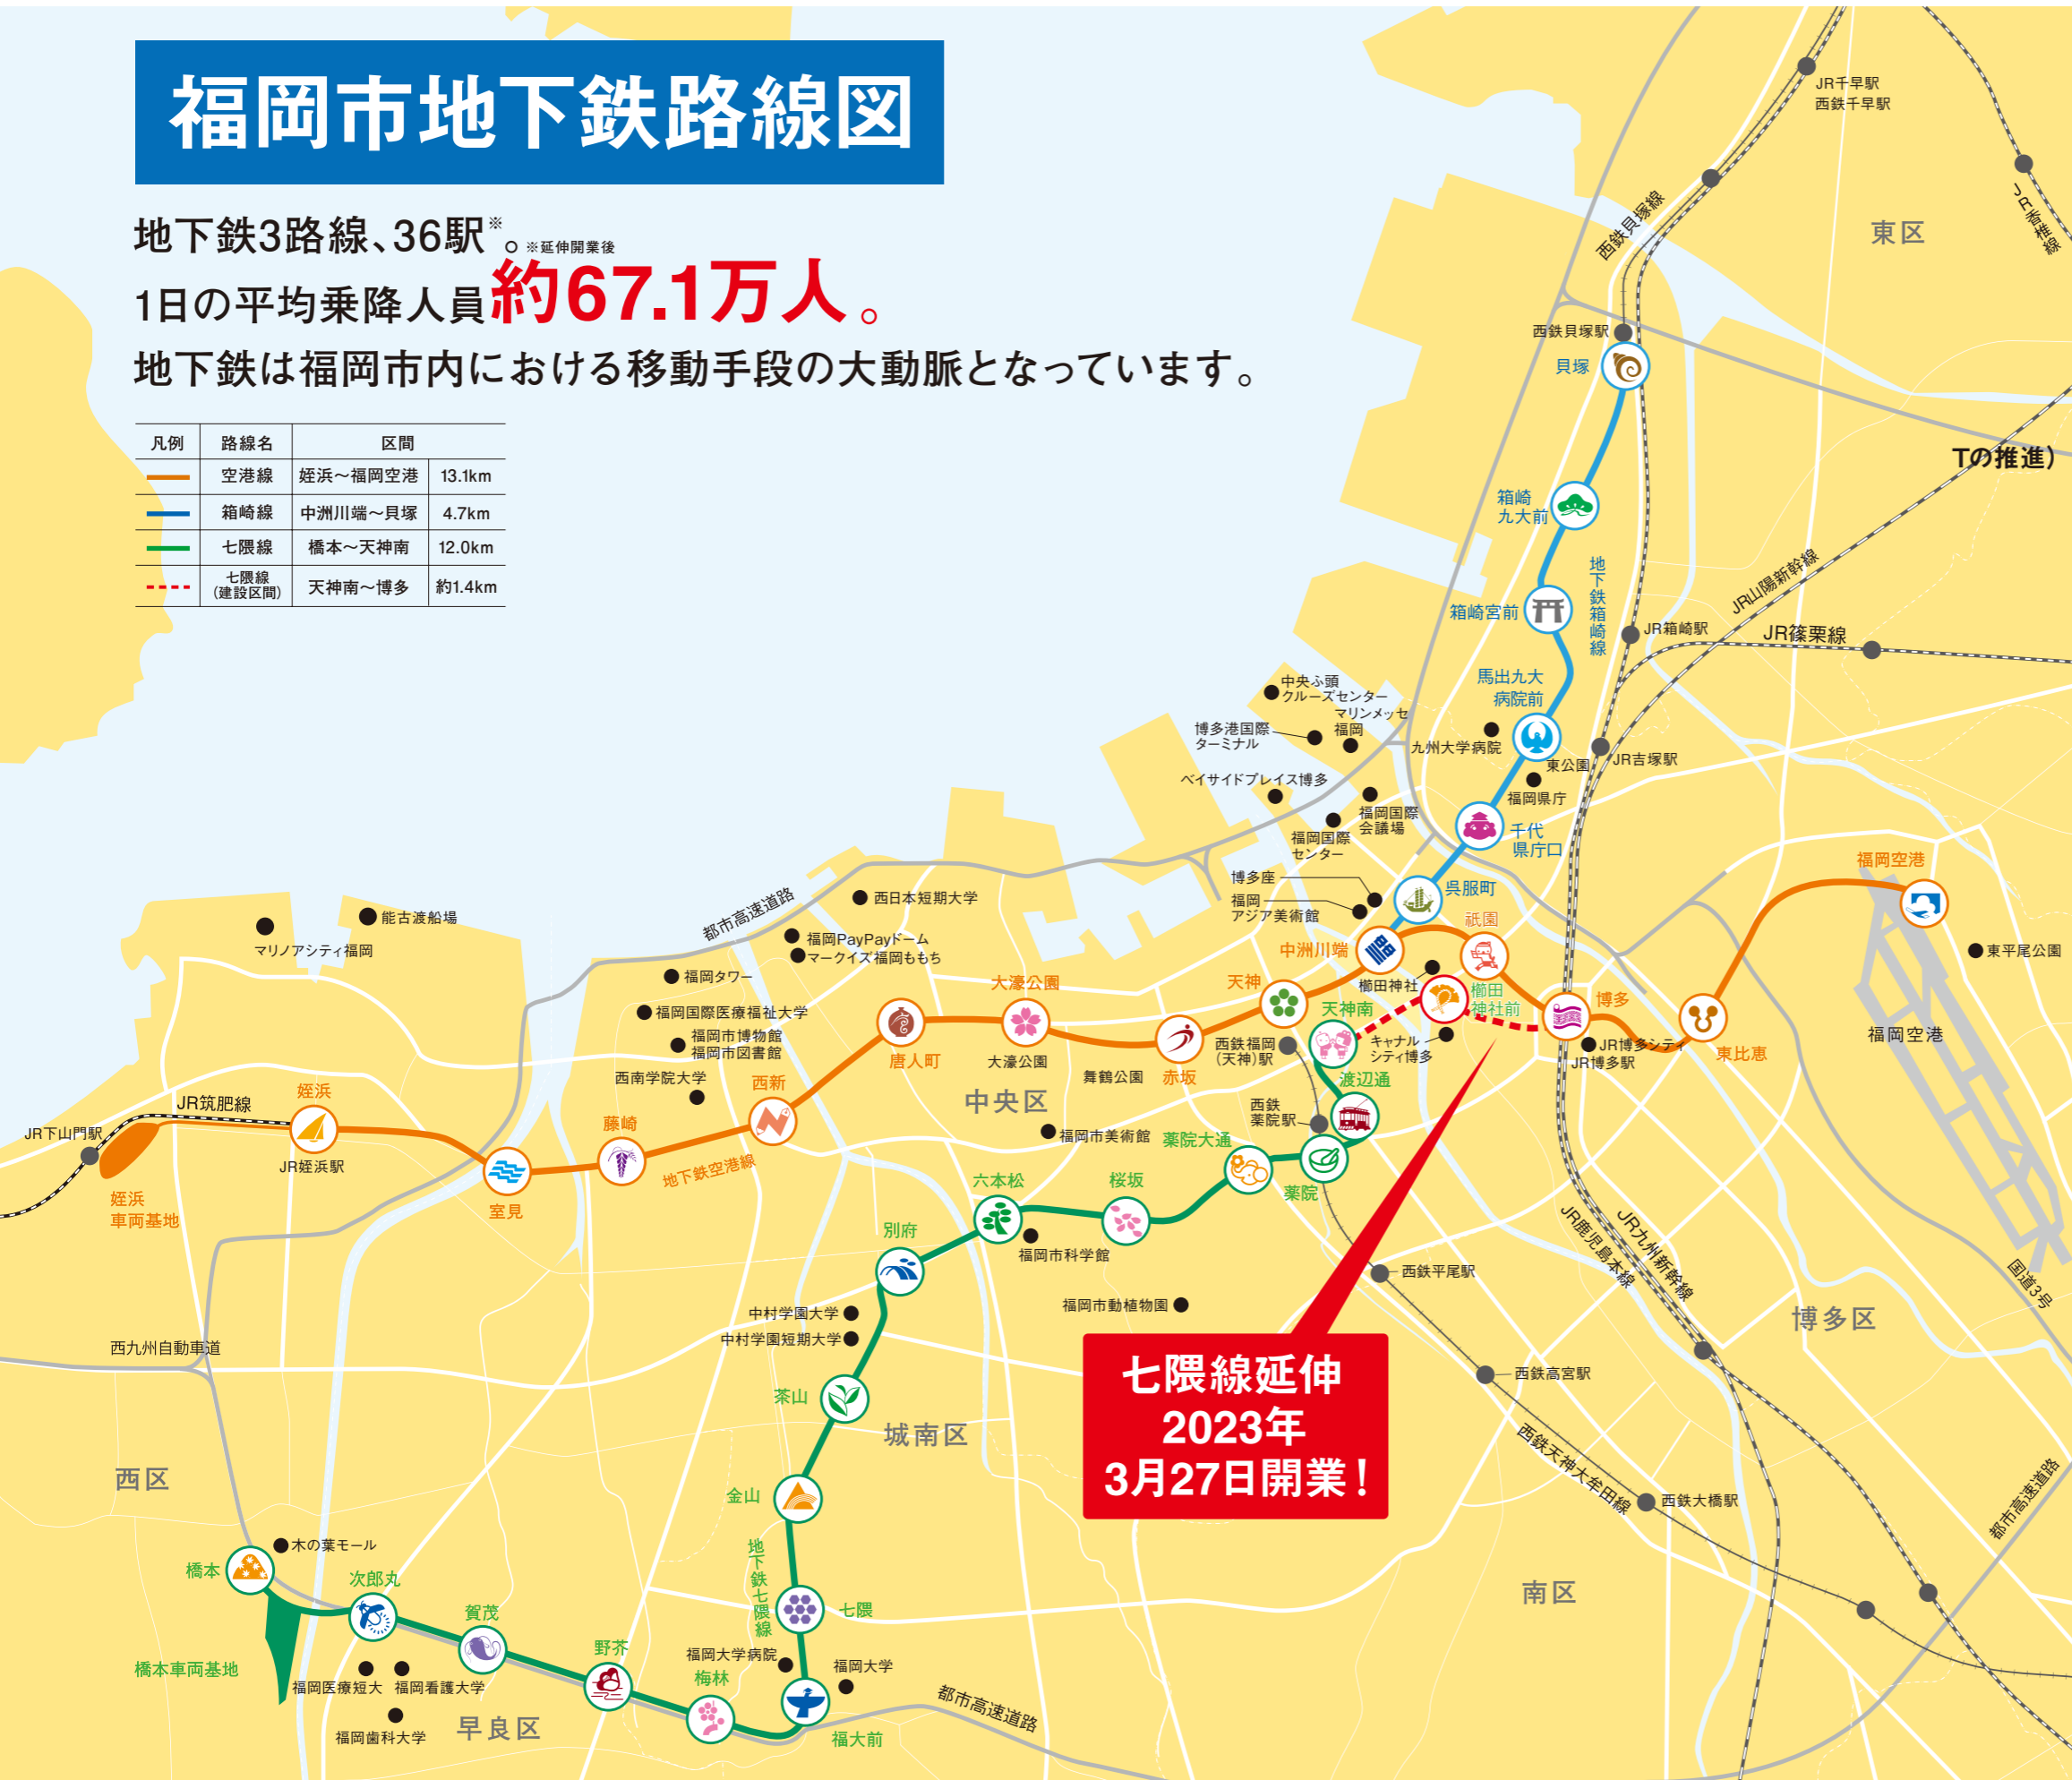 福岡市地下鉄路線図
地下鉄3路線、36駅※。※延伸開業後
1日の平均乗降人員約67.1万人。
地下鉄は福岡市内における移動手段の大動脈となっています。
凡例 路線名 区間
空港線 姪浜〜福岡空港 13.1km
箱崎線 中洲川端〜貝塚 4.7km
七隈線 橋本〜天神南 12.0km
七隈線
(建設区間) 天神南〜博多 約1.4km
JR千早駅
西鉄千早駅
JR香椎線
東区
西鉄貝塚線
西鉄貝塚駅
貝塚
Tの推進)
箱崎
九大前
地下鉄箱崎線
JR山陽新幹線
箱崎宮前
JR箱崎駅
JR篠栗線
馬出九大
病院前
中央ふ頭
クルーズセンター
マリンメッセ
福岡
博多港国際
ターミナル
九州大学病院
東公園
JR吉塚駅
ベイサイドプレイス博多
福岡県庁
福岡国際
会議場
福岡国際
センター
千代
県庁口
福岡空港
博多座
福岡
アジア美術館
呉服町
祇園
中洲川端
西日本短期大学
都市高速道路
能古渡船場
マリノアシティ福岡
福岡PayPayドーム
マークイズ福岡ももち
福岡タワー
東平尾公園
大濠公園
天神
櫛田神社
櫛田
神社前
博多
天神南
福岡国際医療福祉大学
福岡市博物館
福岡市図書館
福岡空港
唐人町
大濠公園
舞鶴公園
赤坂
西鉄福岡
(天神)駅
キャナル
シティ博多
JR博多シティ
JR博多駅
東比恵
西南学院大学
西新
中央区
渡辺通
姪浜
JR筑肥線
JR下山門駅
JR姪浜駅
藤崎
地下鉄空港線
福岡市美術館
西鉄
薬院駅
薬院大通
薬院
姪浜
車両基地
室見
六本松
桜坂
別府
福岡市科学館
JR鹿児島本線
JR九州新幹線
国道3号
西鉄平尾駅
福岡市動植物園
中村学園大学
中村学園短期大学
博多区
西九州自動車道
七隈線延伸
2023年
3月27日開業!
西鉄高宮駅
茶山
城南区
西鉄天神大牟田線
西区
金山
西鉄大橋駅
都市高速道路
木の葉モール
橋本
地下鉄七隈線
次郎丸
南区
賀茂
七隈
野芥
福岡大学病院
福岡大学
橋本車両基地
福岡医療短大
福岡看護大学
梅林
都市高速道路
福岡歯科大学
早良区
福大前